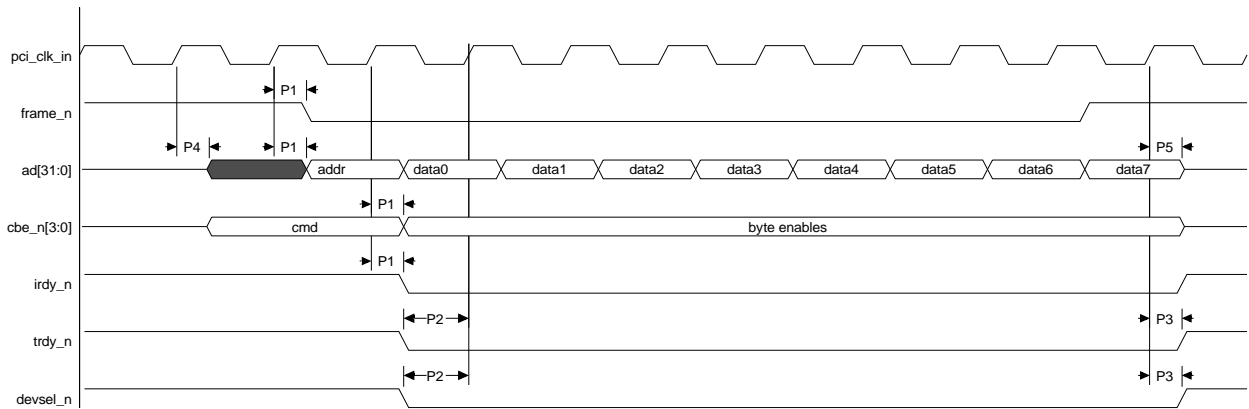 pci_clk_in
P1
frame_n
P4
P1
P5
ad[31:0]
addr
data0
data1
data2
data3
data4
data5
data6
data7
P1
cbe_n[3:0]
cmd
byte enables
P1
irdy_n
P2
P3
trdy_n
P2
P3
devsel_n